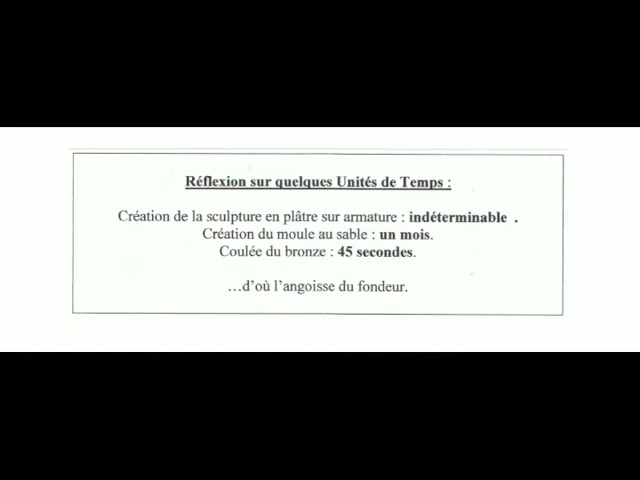 Réflexion sur quelques Unités de Temps :
Création de la sculpture en plâtre sur armature : indéterminable .
Création du moule au sable : un mois.
Coulée du bronze : 45 secondes.
…d'où l'angoisse du fondeur.